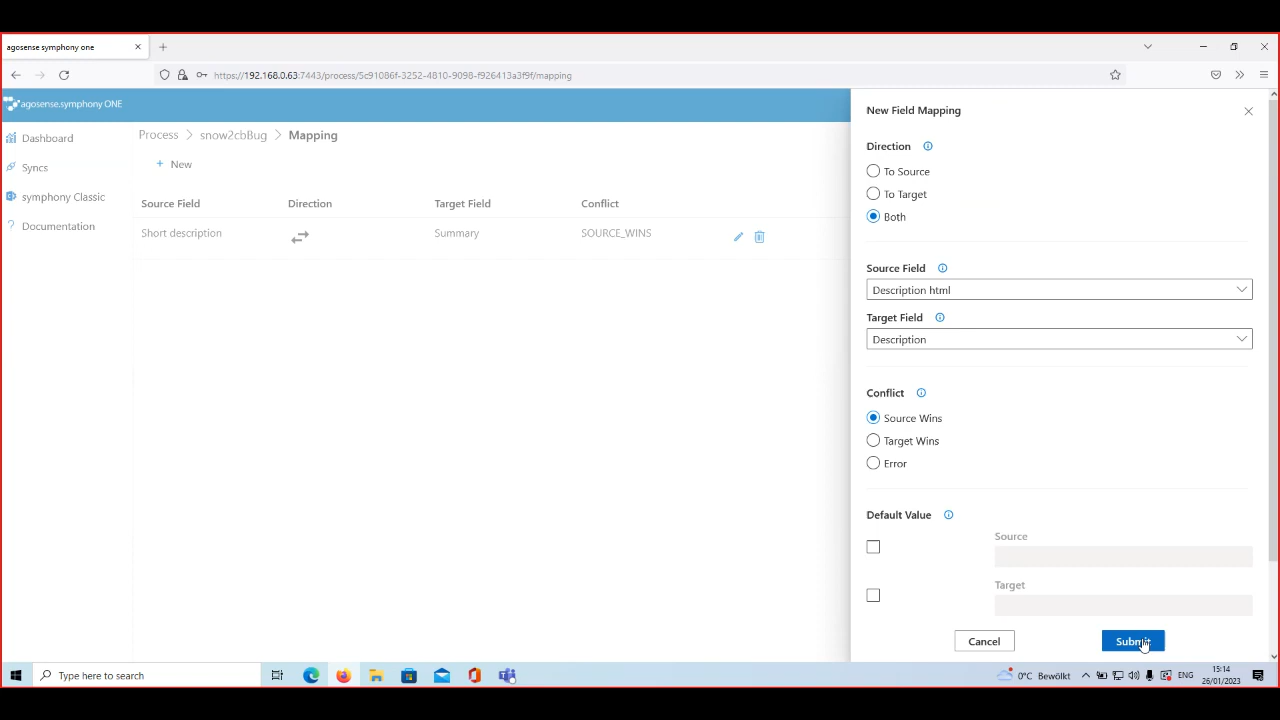 agosense symphony one
https://192.168.0.63:7443/process/5c91086f-3252-4810-9098-f926413a3f9f/mapping
agosense.symphony ONE
Dashboard
Syncs
symphony Classic
Documentation
Process > snow2cbBug > Mapping
+ New
Source Field Direction Target Field Conflict
Short description Summary SOURCE_WINS
New Field Mapping
Direction
To Source
To Target
Both
Source Field
Description html
Target Field
Description
Conflict
Source Wins
Target Wins
Error
Default Value
Source
Target
Cancel Submit
Type here to search
0°C Bewölkt
ENG
15:14
26/01/2023